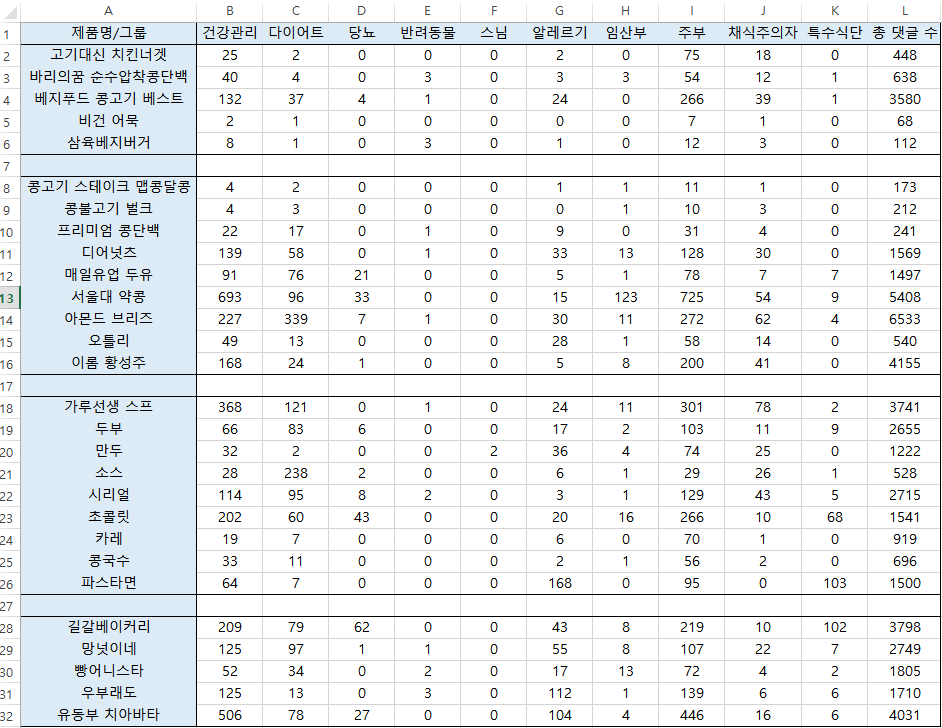 A B C D E F G H I J K L
1 제품명/그룹 건강관리 다이어트 당뇨 반려동물 스님 알레르기 임산부 주부 채식주의자 특수식단 총 댓글 수
2 고기대신 치킨너겟 25 2 0 0 0 2 0 75 18 0 448
3 바리의꿈 순수압착콩단백 40 4 0 3 0 3 3 54 12 1 638
4 베지푸드 콩고기 베스트 132 37 4 1 0 24 0 266 39 1 3580
5 비건 어묵 2 1 0 0 0 0 0 7 1 0 68
6 삼육베지버거 8 1 0 3 0 1 0 12 3 0 112
7
8 콩고기 스테이크 맵콩달콩 4 2 0 0 0 1 1 11 1 0 173
9 콩불고기 벌크 4 3 0 0 0 0 1 10 3 0 212
10 프리미엄 콩단백 22 17 0 1 0 9 0 31 4 0 241
11 디어넛츠 139 58 0 1 0 33 13 128 30 0 1569
12 매일유업 두유 91 76 21 0 0 5 1 78 7 7 1497
13 서울대 약콩 693 96 33 0 0 15 123 725 54 9 5408
14 아몬드 브리즈 227 339 7 1 0 30 11 272 62 4 6533
15 오틀리 49 13 0 0 0 28 1 58 14 0 540
16 이롬 황성주 168 24 1 0 0 5 8 200 41 0 4155
17
18 가루선생 스프 368 121 0 1 0 24 11 301 78 2 3741
19 두부 66 83 6 0 0 17 2 103 11 9 2655
20 만두 32 2 0 0 2 36 4 74 25 0 1222
21 소스 28 238 2 0 0 6 1 29 26 1 528
22 시리얼 114 95 8 2 0 3 1 129 43 5 2715
23 초콜릿 202 60 43 0 0 20 16 266 10 68 1541
24 카레 19 7 0 0 0 6 0 70 1 0 919
25 콩국수 33 11 0 0 0 2 1 56 2 0 696
26 파스타면 64 7 0 0 0 168 0 95 0 103 1500
27
28 길갈베이커리 209 79 62 0 0 43 8 219 10 102 3798
29 망넛이네 125 97 1 1 0 55 8 107 22 7 2749
30 빵어니스타 52 34 0 2 0 17 13 72 4 2 1805
31 우부래도 125 13 0 3 0 112 1 139 6 6 1710
32 유동부 치아바타 506 78 27 0 0 104 4 446 16 6 4031